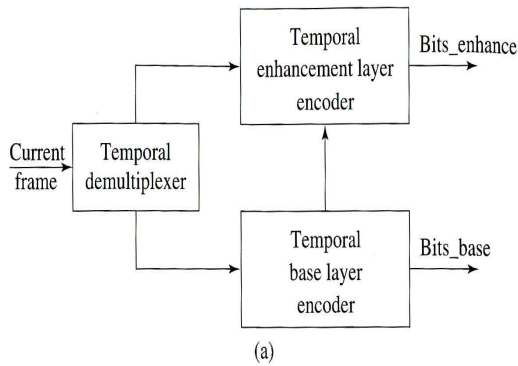 Temporal
enhancement layer
encoder
Bits_enhance
Current
frame
Temporal
demultiplexer
Temporal
base layer
encoder
Bits_base
(a)